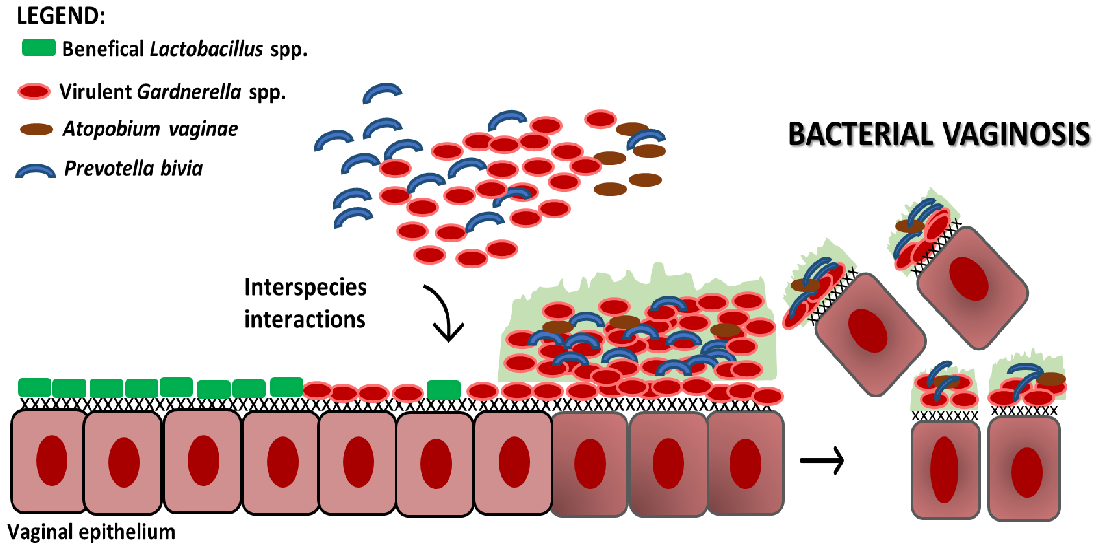 LEGEND:
Benefical Lactobacillus spp.
Virulent Gardnerella spp.
Atopobium vaginae
Prevotella bivia
BACTERIAL VAGINOSIS
Interspecies
interactions
Vaginal epithelium